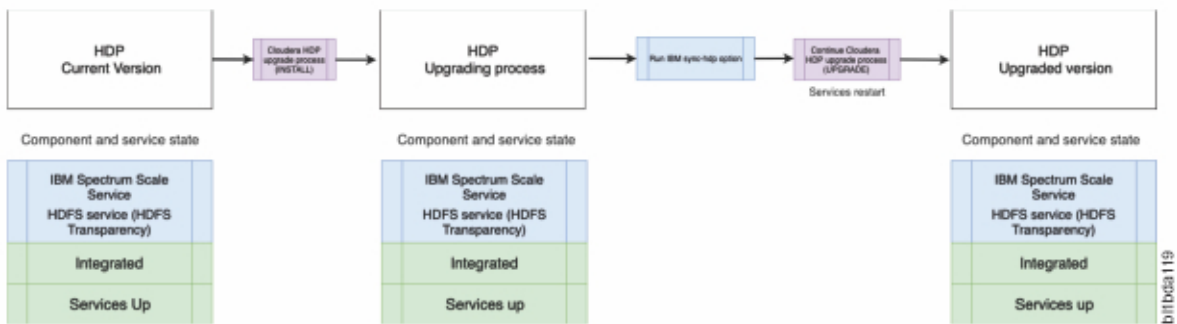 HDP
Current Version
Cloudera HDP
upgrade process
(INSTALL)
HDP
Upgrading process
Run IBM sync-hdp option
Continue Cloudera
HDP upgrade process
(UPGRADE)
Services restart
HDP
Upgraded version
Component and service state
IBM Spectrum Scale
Service
HDFS service (HDFS
Transparency)
Integrated
Services Up
Component and service state
IBM Spectrum Scale
Service
HDFS service (HDFS
Transparency)
Integrated
Services up
Component and service state
IBM Spectrum Scale
Service
HDFS service (HDFS
Transparency)
Integrated
Services up
bl1bda119